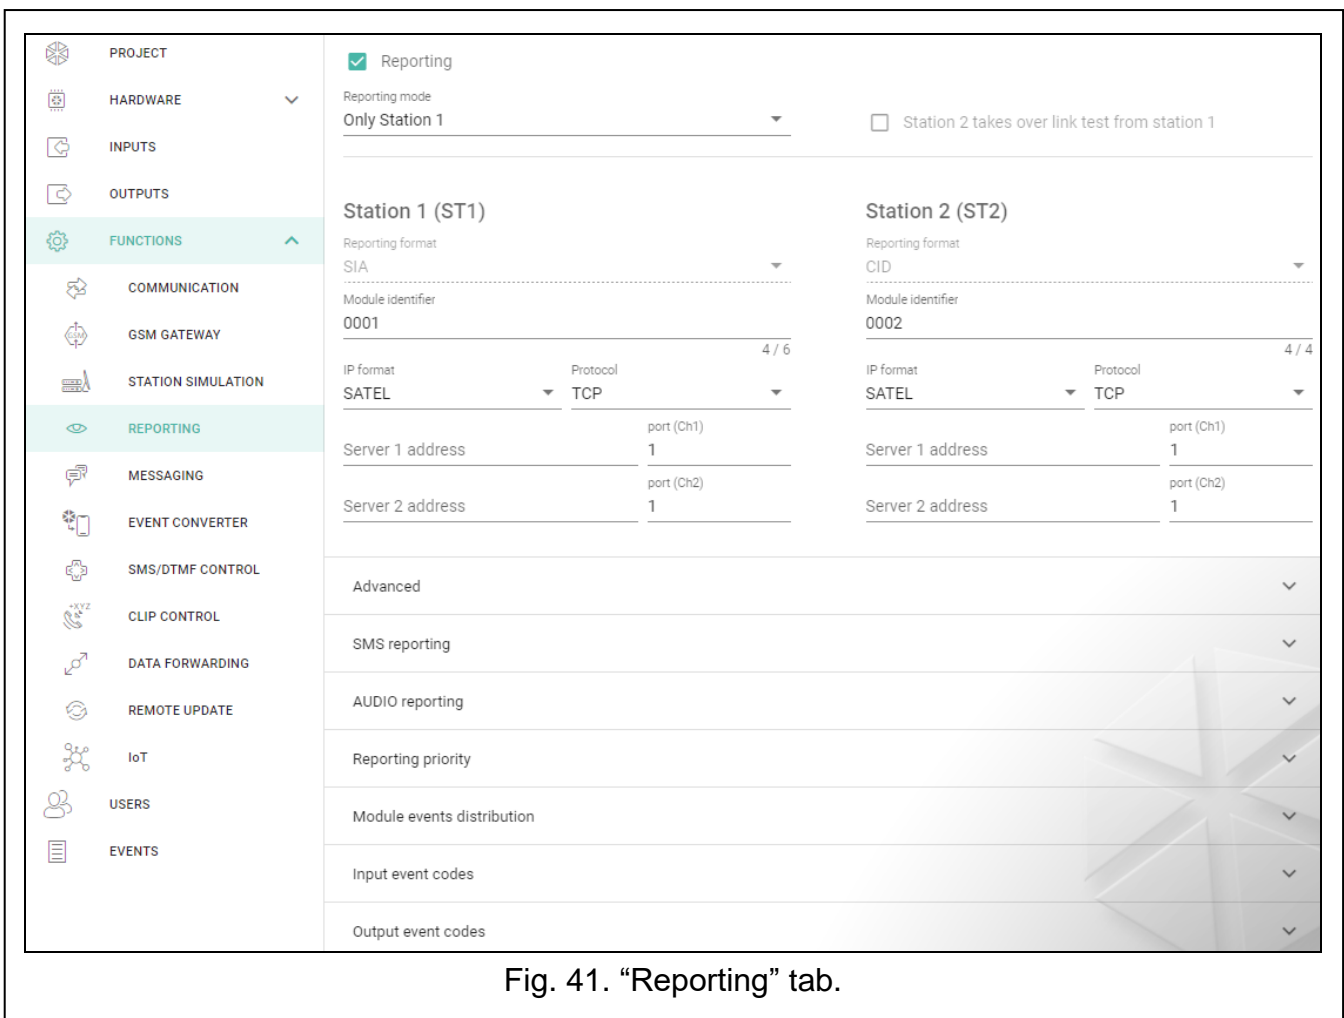 PROJECT
HARDWARE
INPUTS
OUTPUTS
FUNCTIONS
COMMUNICATION
GSM
GSM GATEWAY
STATION SIMULATION
REPORTING
MESSAGING
EVENT CONVERTER
SMS/DTMF CONTROL
+XYZ
CLIP CONTROL
DATA FORWARDING
REMOTE UPDATE
IoT
USERS
EVENTS
Reporting
Reporting mode
Only Station 1
Station 2 takes over link test from station 1
Station 1 (ST1)
Reporting format
SIA
Module identifier
0001
4 / 6
IP format
Protocol
SATEL
TCP
port (Ch1)
Server 1 address
1
port (Ch2)
Server 2 address
1
Station 2 (ST2)
Reporting format
CID
Module identifier
0002
4 / 4
IP format
Protocol
SATEL
TCP
port (Ch1)
Server 1 address
1
port (Ch2)
Server 2 address
1
Advanced
SMS reporting
AUDIO reporting
Reporting priority
Module events distribution
Input event codes
Output event codes
Fig. 41. “Reporting” tab.